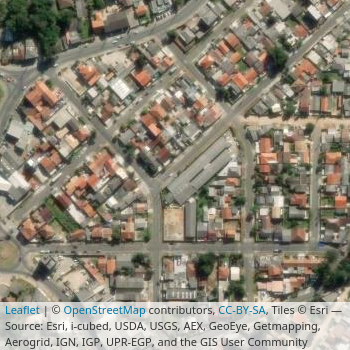 Leaflet | © OpenStreetMap contributors, CC-BY-SA, Tiles © Esri —
Source: Esri, i-cubed, USDA, USGS, AEX, GeoEye, Getmapping,
Aerogrid, IGN, IGP, UPR-EGP, and the GIS User Community